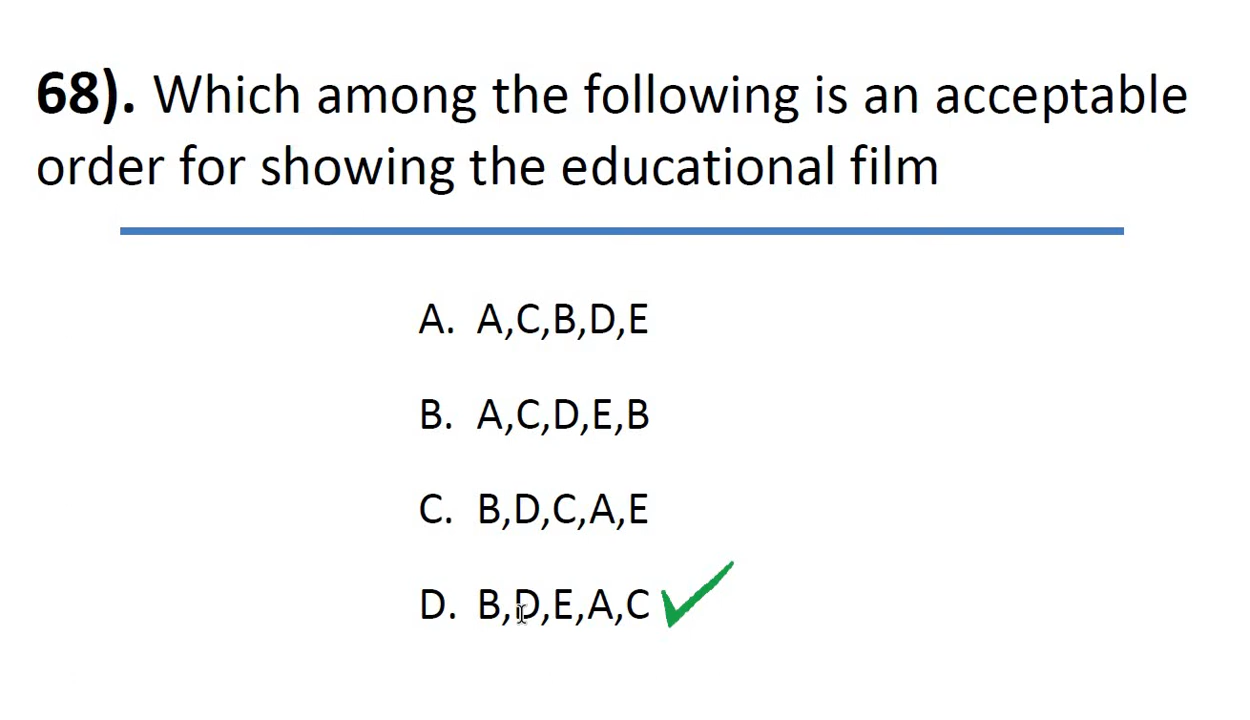 68). Which among the following is an acceptable
order for showing the educational film
A. A,C,B,D,E
B. A,C,D,E,B
C. B,D,C,A,E
D. B,D,E,A,C